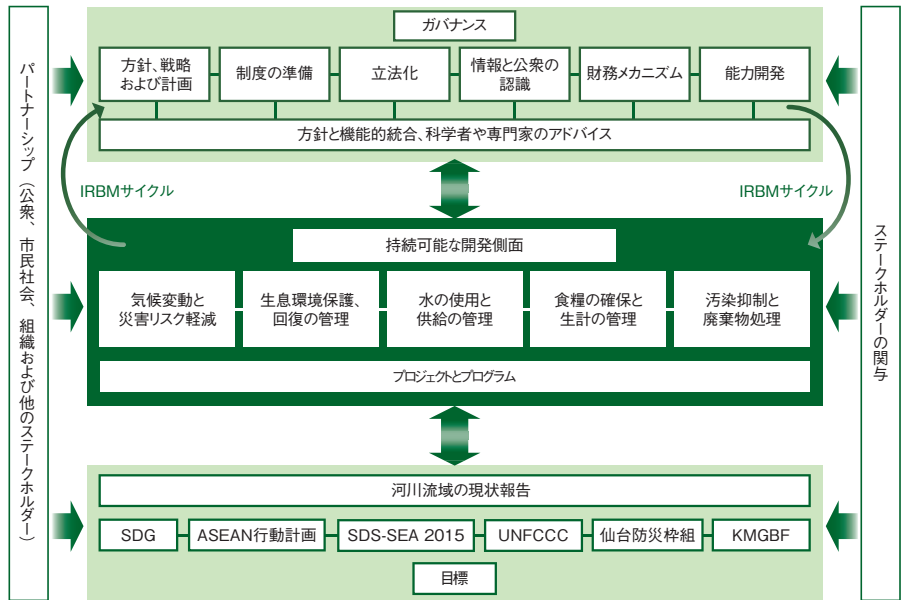 パートナーシップ（公衆、市民社会、組織および他のステークホルダー）
ガバナンス
方針、戦略
および計画
制度の準備
立法化
情報と公衆の
認識
財務メカニズム
能力開発
方針と機能的統合、科学者や専門家のアドバイス
IRBMサイクル
IRBMサイクル
持続可能な開発側面
気候変動と
災害リスク軽減
生息環境保護、
回復の管理
水の使用と
供給の管理
食糧の確保と
生計の管理
汚染抑制と
廃棄物処理
プロジェクトとプログラム
河川流域の現状報告
SDG
ASEAN行動計画
SDS-SEA 2015
UNFCCC
仙台防災枠組
KMGBF
目標
ステークホルダーの関与